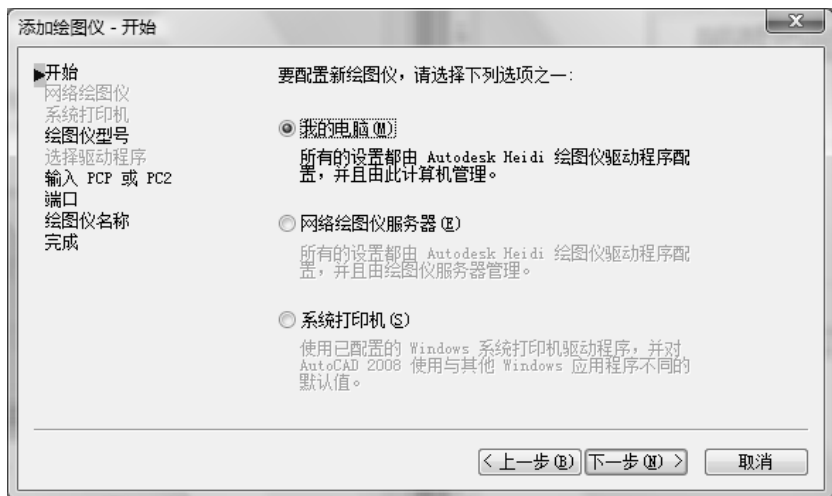 添加绘图仪 - 开始
开始
网络绘图仪
系统打印机
绘图仪型号
选择驱动程序
输入 PCP 或 PC2
端口
绘图仪名称
完成
要配置新绘图仪，请选择下列选项之一：
我的电脑(M)
所有的设置都由 Autodesk Heidi 绘图仪驱动程序配
置，并且由此计算机管理。
网络绘图仪服务器(E)
所有的设置都由 Autodesk Heidi 绘图仪驱动程序配
置，并且由绘图仪服务器管理。
系统打印机(S)
使用已配置的 Windows 系统打印机驱动程序，并对
AutoCAD 2008 使用与其他 Windows 应用程序不同的
默认值。
< 上一步(B) 下一步(N) > 取消